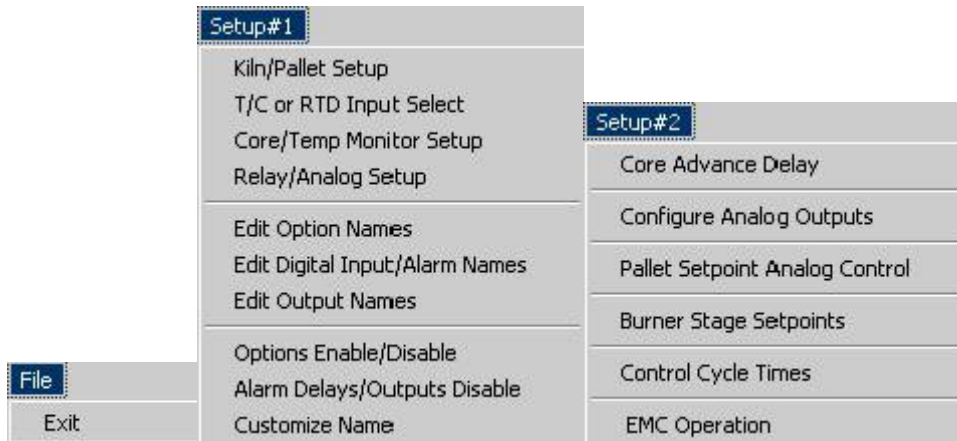 File
Exit
Setup#1
Kiln/Pallet Setup
T/C or RTD Input Select
Core/Temp Monitor Setup
Relay/Analog Setup
Edit Option Names
Edit Digital Input/Alarm Names
Edit Output Names
Options Enable/Disable
Alarm Delays/Outputs Disable
Customize Name
Setup#2
Core Advance Delay
Configure Analog Outputs
Pallet Setpoint Analog Control
Burner Stage Setpoints
Control Cycle Times
EMC Operation